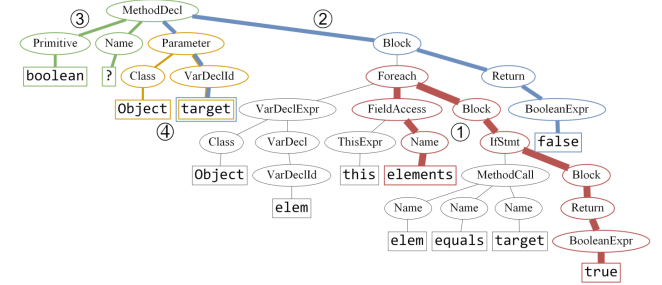 ③ MethodDecl ②
Primitive Name Parameter Block
boolean ? Class VarDeclId Foreach Return
Object target VarDeclExpr FieldAccess Block BooleanExpr
④ Class VarDecl ThisExpr Name ① IfStmt false
Object VarDeclId this elements MethodCall Block
elem Name Name Name Return
elem equals target BooleanExpr
true